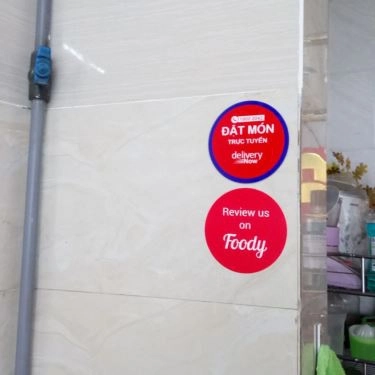 ĐẶT MÓN
TRỰC TUYẾN
delivery
Now
Review us
on
Foody